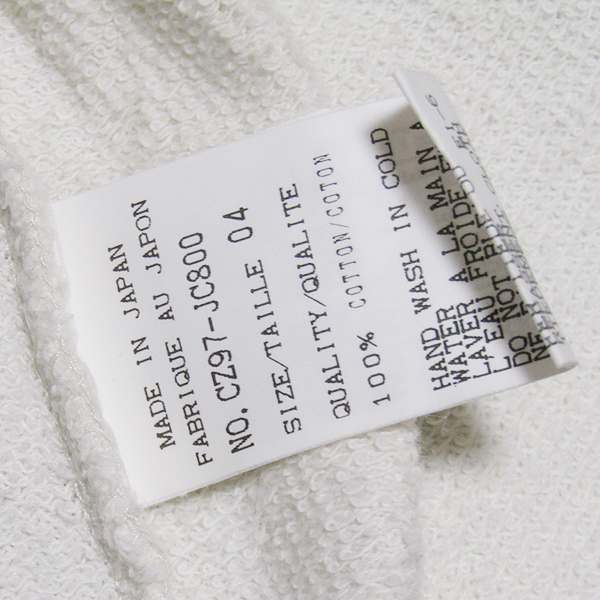 MADE IN JAPAN
FABRIQUE AU JAPON
NO. CZ97-JC800
SIZE/TAILLE 04
QUALITY/QUALITE
100% COTTON/COTON
HAND WASH IN COLD
WATER A LA MAIN A
LAVER FROIDE
L'EAU
DO NOT